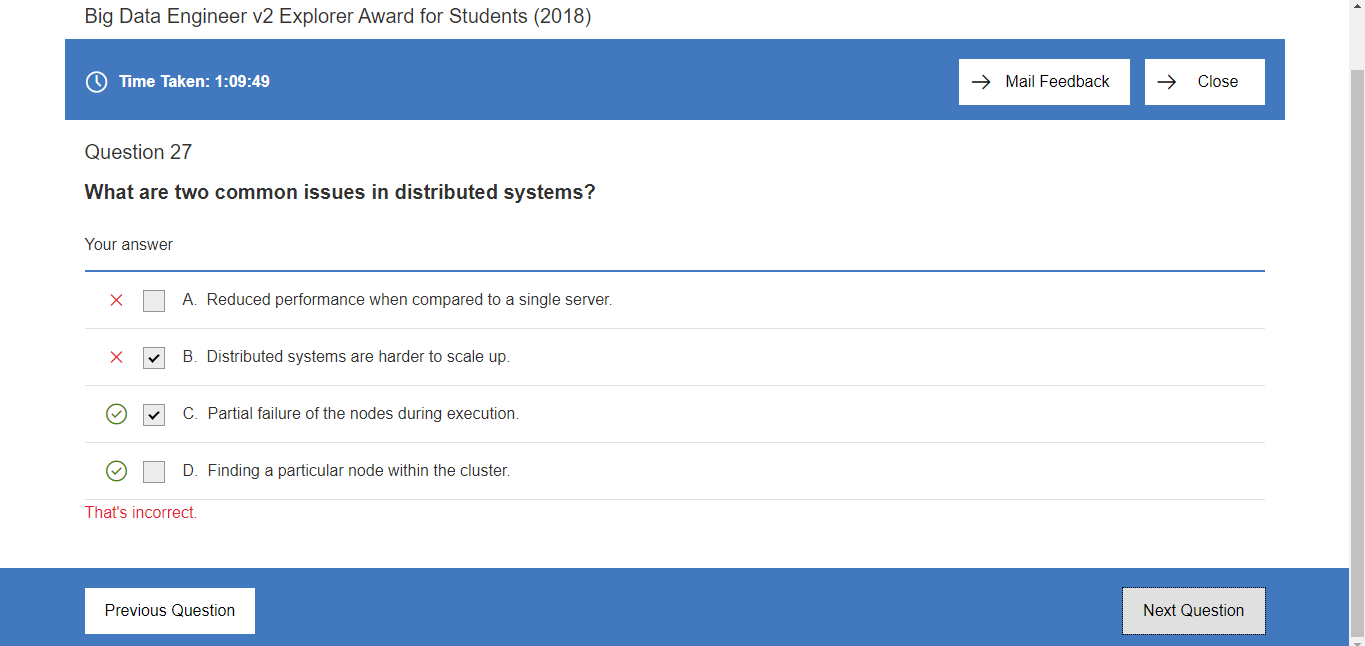 Big Data Engineer v2 Explorer Award for Students (2018)
Time Taken: 1:09:49
Mail Feedback
Close
Question 27
What are two common issues in distributed systems?
Your answer
A. Reduced performance when compared to a single server.
B. Distributed systems are harder to scale up.
C. Partial failure of the nodes during execution.
D. Finding a particular node within the cluster.
That's incorrect.
Previous Question
Next Question